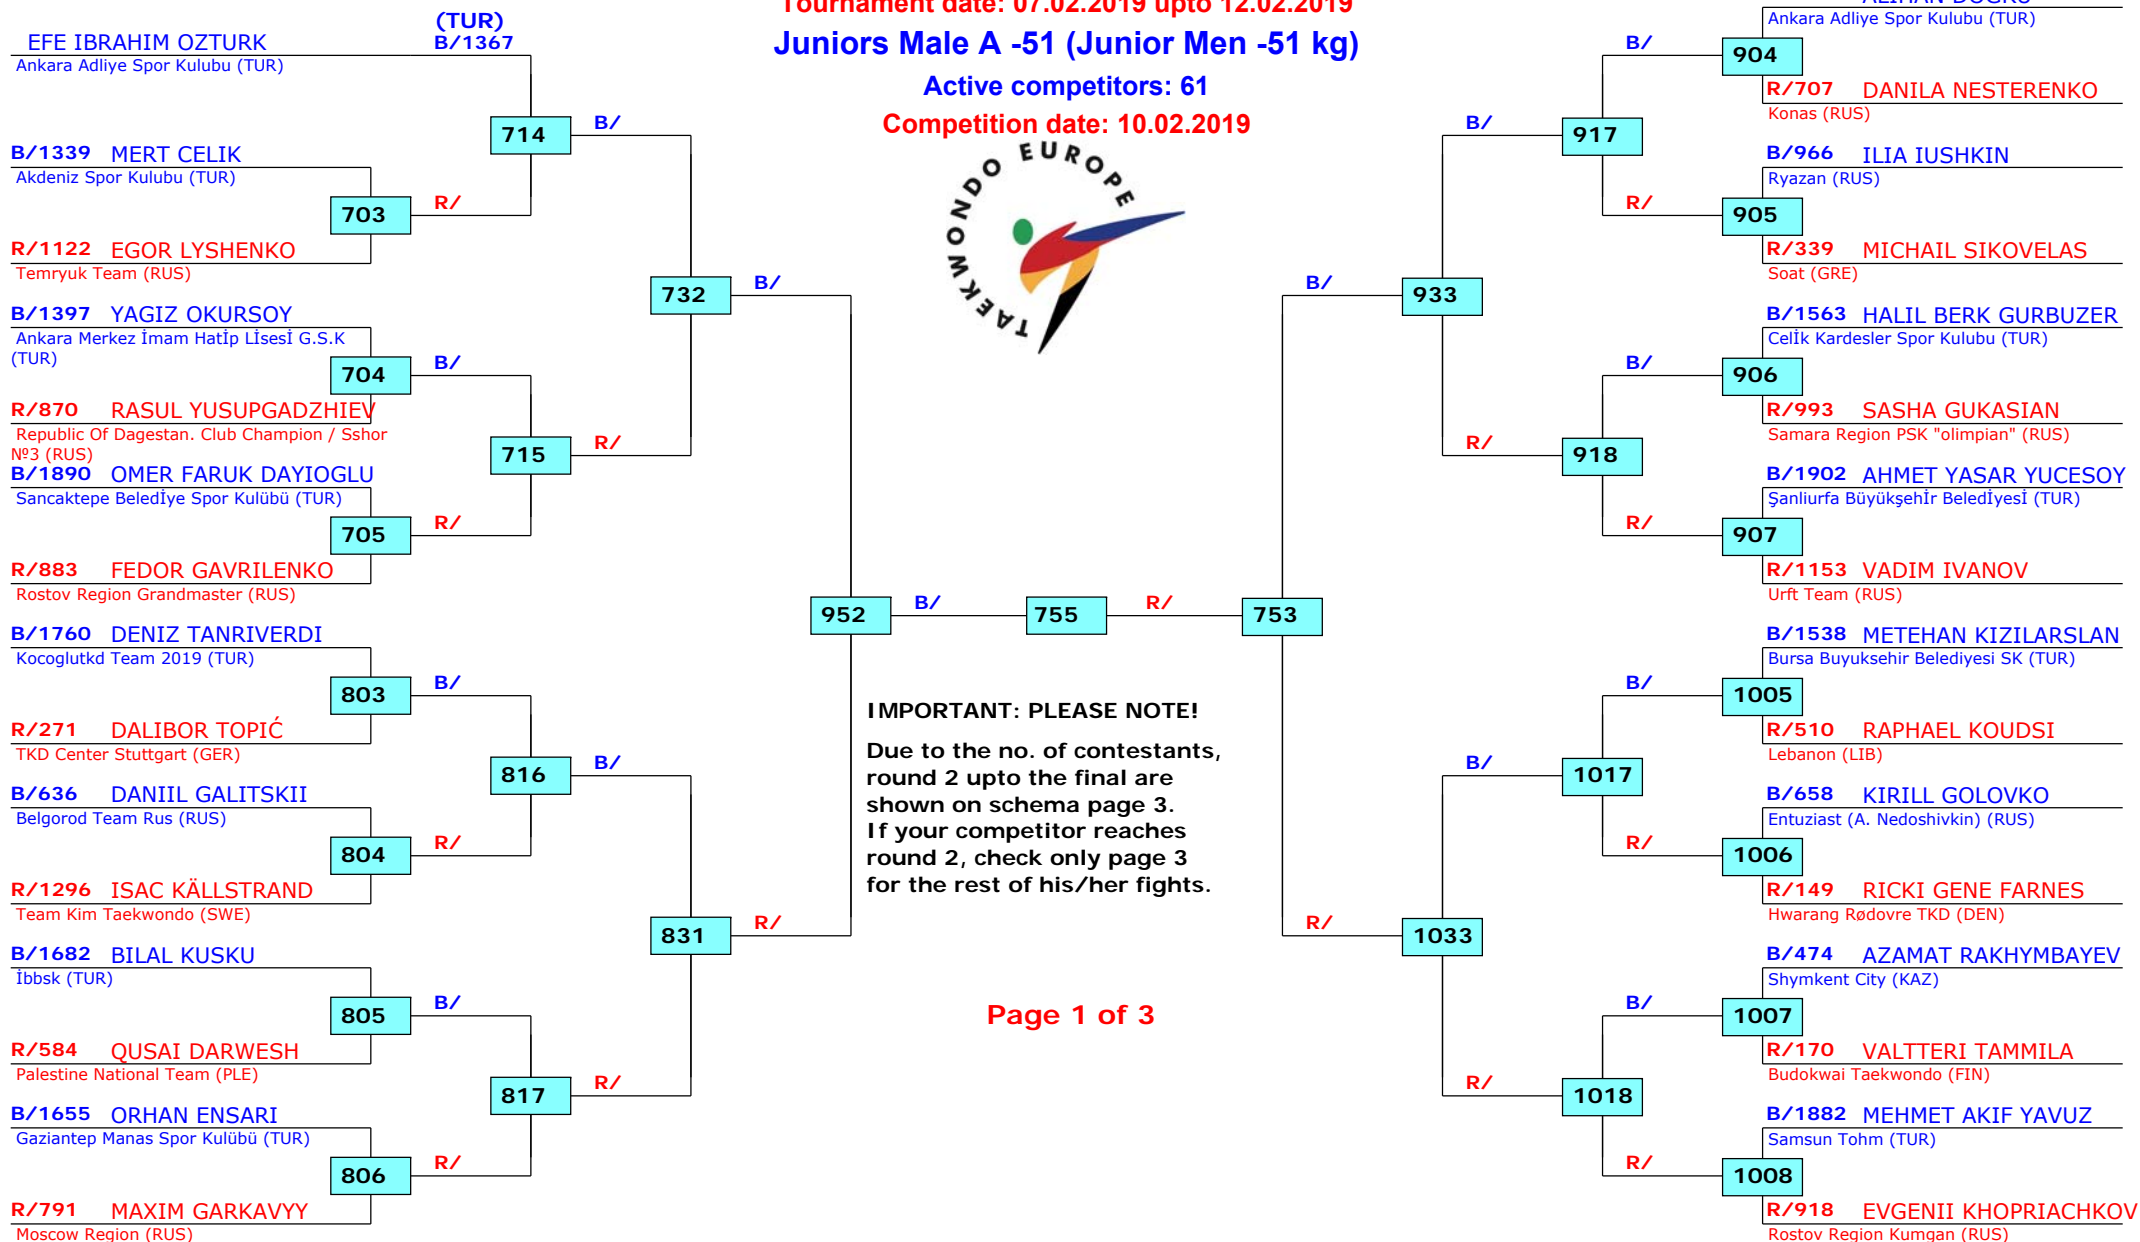 Tournament date: 07.02.2019 upto 12.02.2019
Juniors Male A -51 (Junior Men -51 kg)
Active competitors: 61
Competition date: 10.02.2019
TAEKWONDO EUROPE
(TUR)
EFE IBRAHIM OZTURK B/1367
Ankara Adliye Spor Kulubu (TUR)
714
B/
B/1339 MERT CELIK
Akdeniz Spor Kulubu (TUR)
703
R/
R/1122 EGOR LYSHENKO
Temryuk Team (RUS)
732
B/
B/1397 YAGIZ OKURSOY
Ankara Merkez İmam Hatİp Lİsesİ G.S.K
(TUR)
704
B/
R/870 RASUL YUSUPGADZHIEV
Republic Of Dagestan. Club Champion / Sshor
№3 (RUS)
715
R/
B/1890 OMER FARUK DAYIOGLU
Sancaktepe Beledİye Spor Kulübü (TUR)
705
R/
R/883 FEDOR GAVRILENKO
Rostov Region Grandmaster (RUS)
952
B/
755
R/
753
B/1760 DENIZ TANRIVERDI
Kocoglutkd Team 2019 (TUR)
803
B/
R/271 DALIBOR TOPIĆ
TKD Center Stuttgart (GER)
816
B/
B/636 DANIIL GALITSKII
Belgorod Team Rus (RUS)
804
R/
R/1296 ISAC KÄLLSTRAND
Team Kim Taekwondo (SWE)
831
R/
B/1682 BILAL KUSKU
İbbsk (TUR)
805
B/
R/584 QUSAI DARWESH
Palestine National Team (PLE)
817
R/
B/1655 ORHAN ENSARI
Gaziantep Manas Spor Kulübü (TUR)
806
R/
R/791 MAXIM GARKAVYY
Moscow Region (RUS)
IMPORTANT: PLEASE NOTE!
Due to the no. of contestants,
round 2 upto the final are
shown on schema page 3.
If your competitor reaches
round 2, check only page 3
for the rest of his/her fights.
Page 1 of 3
ALIHAN DOGRU
Ankara Adliye Spor Kulubu (TUR)
B/
904
R/707 DANILA NESTERENKO
Konas (RUS)
B/
917
B/966 ILIA IUSHKIN
Ryazan (RUS)
R/
905
R/339 MICHAIL SIKOVELAS
Soat (GRE)
B/
933
B/1563 HALIL BERK GURBUZER
Celİk Kardesler Spor Kulubu (TUR)
B/
906
R/993 SASHA GUKASIAN
Samara Region PSK "olimpian" (RUS)
R/
918
B/1902 AHMET YASAR YUCESOY
Şanliurfa Büyükşehİr Beledİyesİ (TUR)
R/
907
R/1153 VADIM IVANOV
Urft Team (RUS)
B/1538 METEHAN KIZILARSLAN
Bursa Buyuksehir Belediyesi SK (TUR)
B/
1005
R/510 RAPHAEL KOUDSI
Lebanon (LIB)
B/
1017
B/658 KIRILL GOLOVKO
Entuziast (A. Nedoshivkin) (RUS)
R/
1006
R/149 RICKI GENE FARNES
Hwarang Rødovre TKD (DEN)
R/
1033
B/474 AZAMAT RAKHYMBAYEV
Shymkent City (KAZ)
B/
1007
R/170 VALTTERI TAMMILA
Budokwai Taekwondo (FIN)
R/
1018
B/1882 MEHMET AKIF YAVUZ
Samsun Tohm (TUR)
R/
1008
R/918 EVGENII KHOPRIACHKOV
Rostov Region Kumgan (RUS)